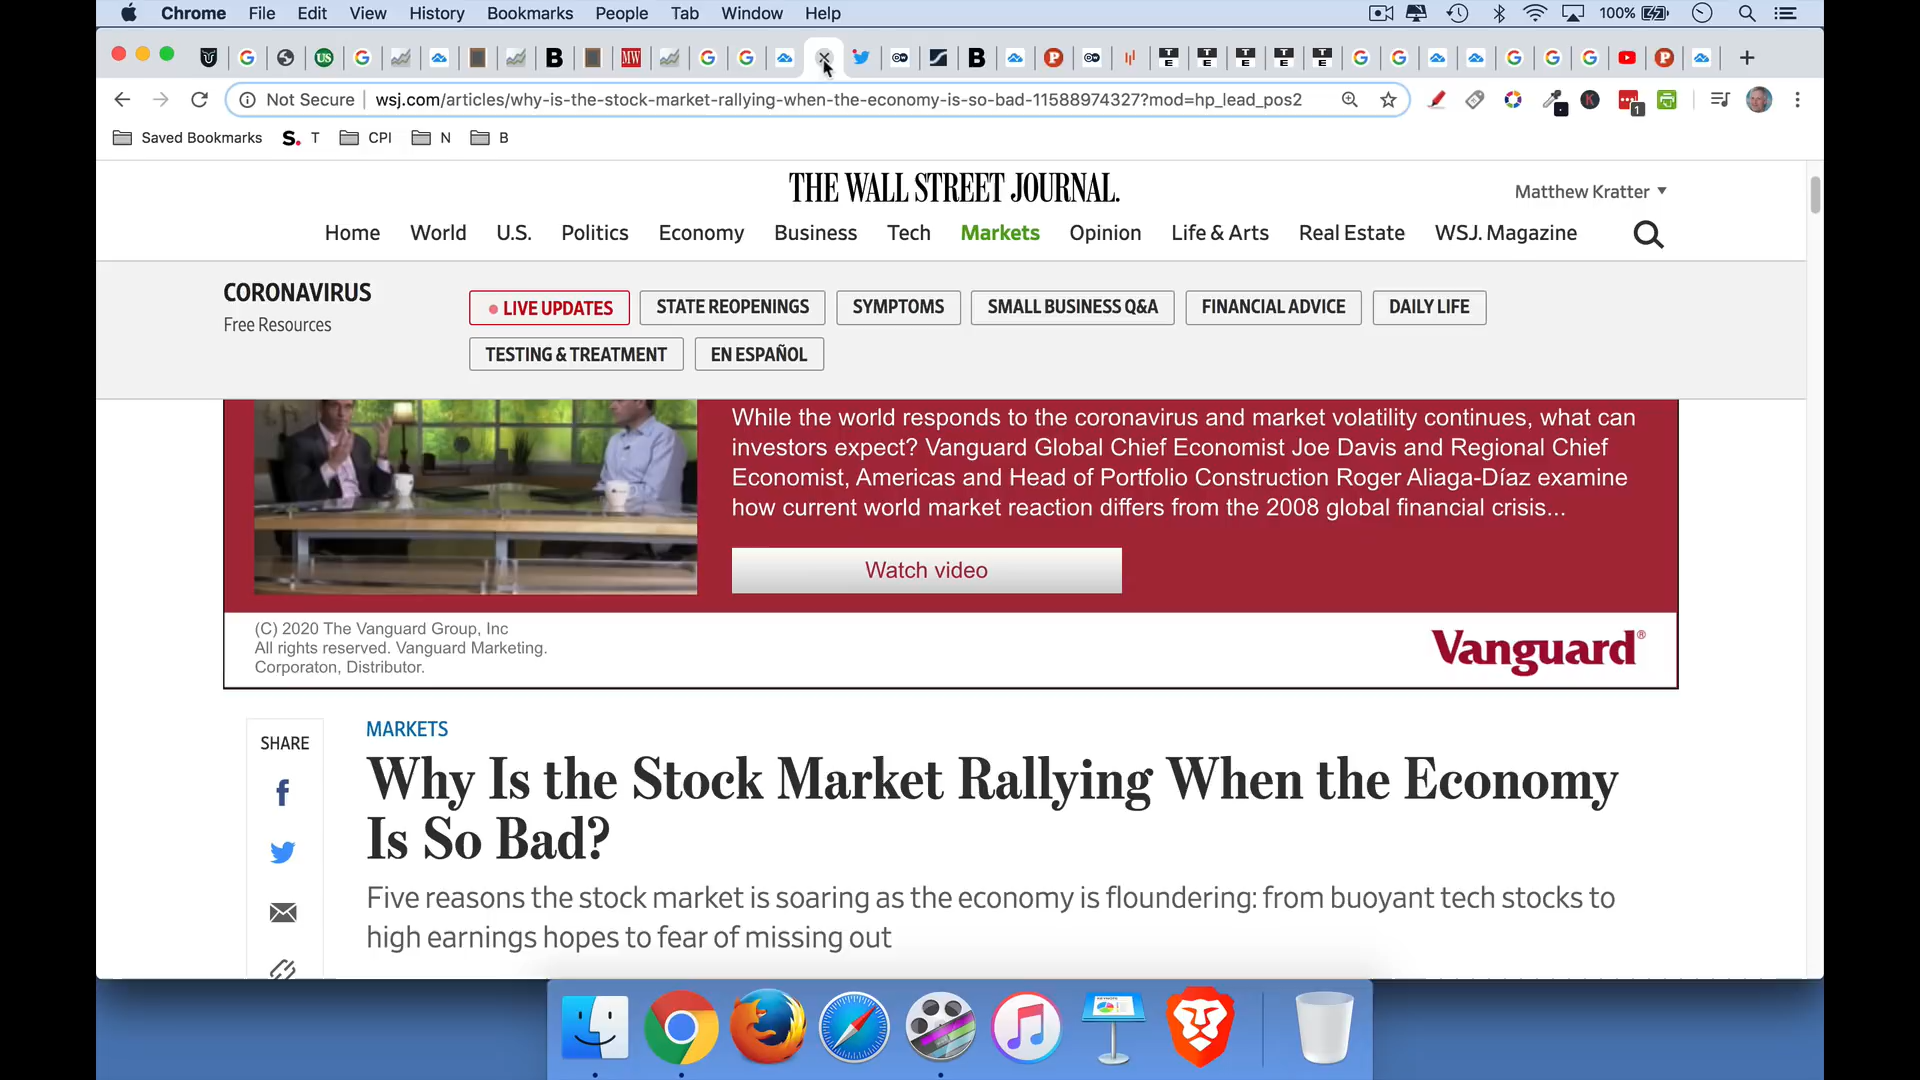 Chrome File Edit View History Bookmarks People Tab Window Help 100%
US B MW B P T E T E T E T E T E P
Not Secure wsj.com/articles/why-is-the-stock-market-rallying-when-the-economy-is-so-bad-11588974327?mod=hp_lead_pos2 K 1
Saved Bookmarks S. T CPI N B
THE WALL STREET JOURNAL.
Matthew Kratter
Home World U.S. Politics Economy Business Tech Markets Opinion Life & Arts Real Estate WSJ. Magazine
CORONAVIRUS
Free Resources
LIVE UPDATES STATE REOPENINGS SYMPTOMS SMALL BUSINESS Q&A FINANCIAL ADVICE DAILY LIFE
TESTING & TREATMENT EN ESPAÑOL
While the world responds to the coronavirus and market volatility continues, what can
investors expect? Vanguard Global Chief Economist Joe Davis and Regional Chief
Economist, Americas and Head of Portfolio Construction Roger Aliaga-Díaz examine
how current world market reaction differs from the 2008 global financial crisis...
Watch video
(C) 2020 The Vanguard Group, Inc
All rights reserved. Vanguard Marketing.
Corporaton, Distributor.
Vanguard®
SHARE
MARKETS
Why Is the Stock Market Rallying When the Economy
Is So Bad?
Five reasons the stock market is soaring as the economy is floundering: from buoyant tech stocks to
high earnings hopes to fear of missing out